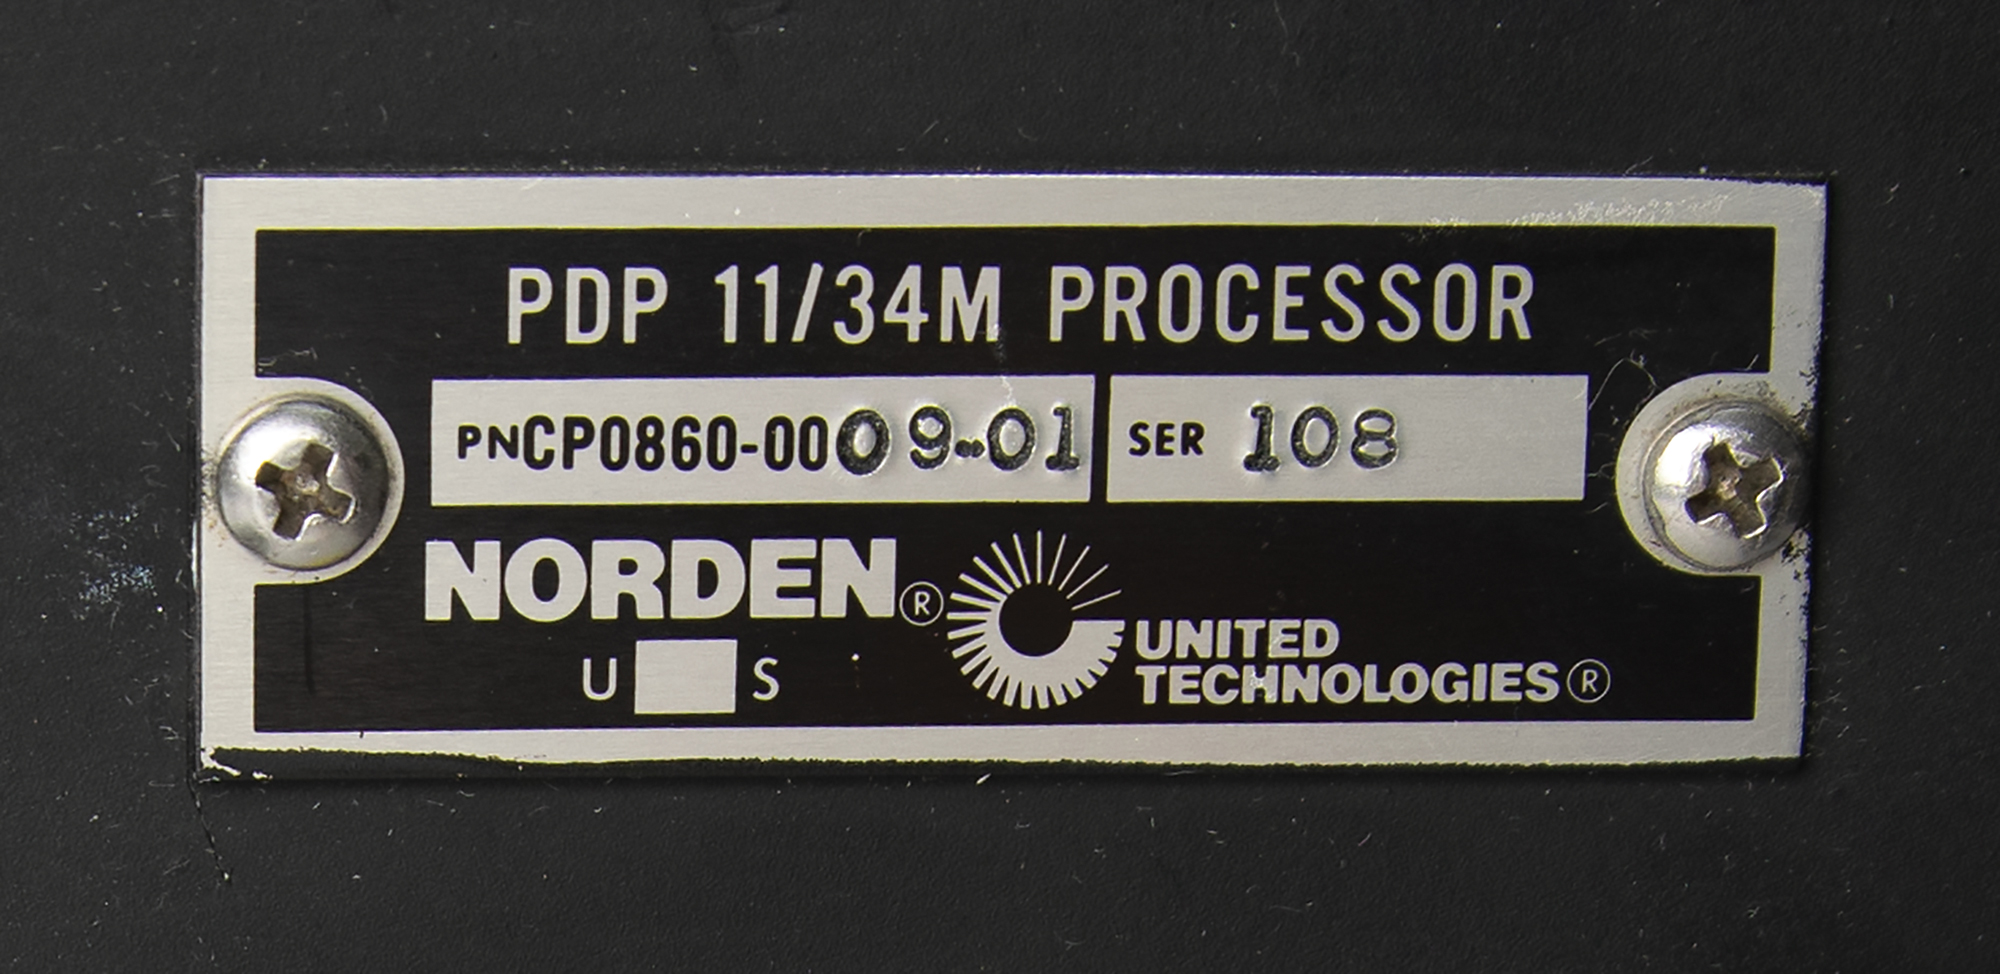 PDP 11/34M PROCESSOR
PNCP0860-0009-01 SER 108
NORDEN®
U S
UNITED
TECHNOLOGIES®